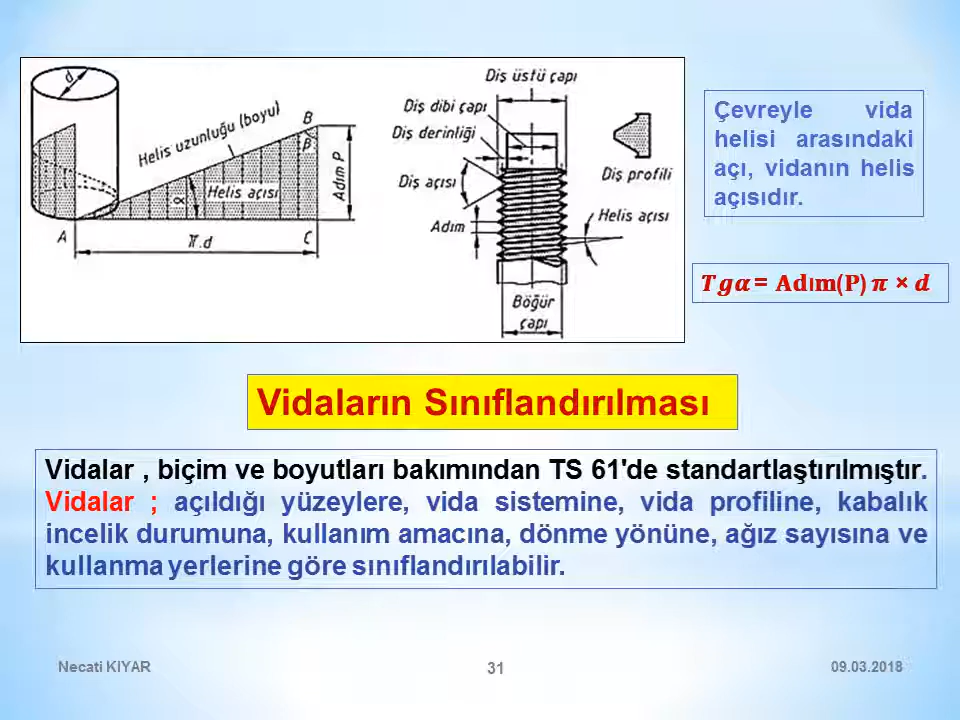 d
Helis uzunluğu (boyu)
B
β
Adım P
Helis açısı
α
A
π.d
C
Diş üstü çapı
Diş dibi çapı
Diş derinliği
Diş açısı
Adım
Diş profili
Helis açısı
Böğür
çapı
Çevreyle vida
helisi arasındaki
açı, vidanın helis
açısıdır.
Tgα= Adım(P) π × d
Vidaların Sınıflandırılması
Vidalar , biçim ve boyutları bakımından TS 61'de standartlaştırılmıştır.
Vidalar ; açıldığı yüzeylere, vida sistemine, vida profiline, kabalık
incelik durumuna, kullanım amacına, dönme yönüne, ağız sayısına ve
kullanma yerlerine göre sınıflandırılabilir.
Necati KIYAR
31
09.03.2018